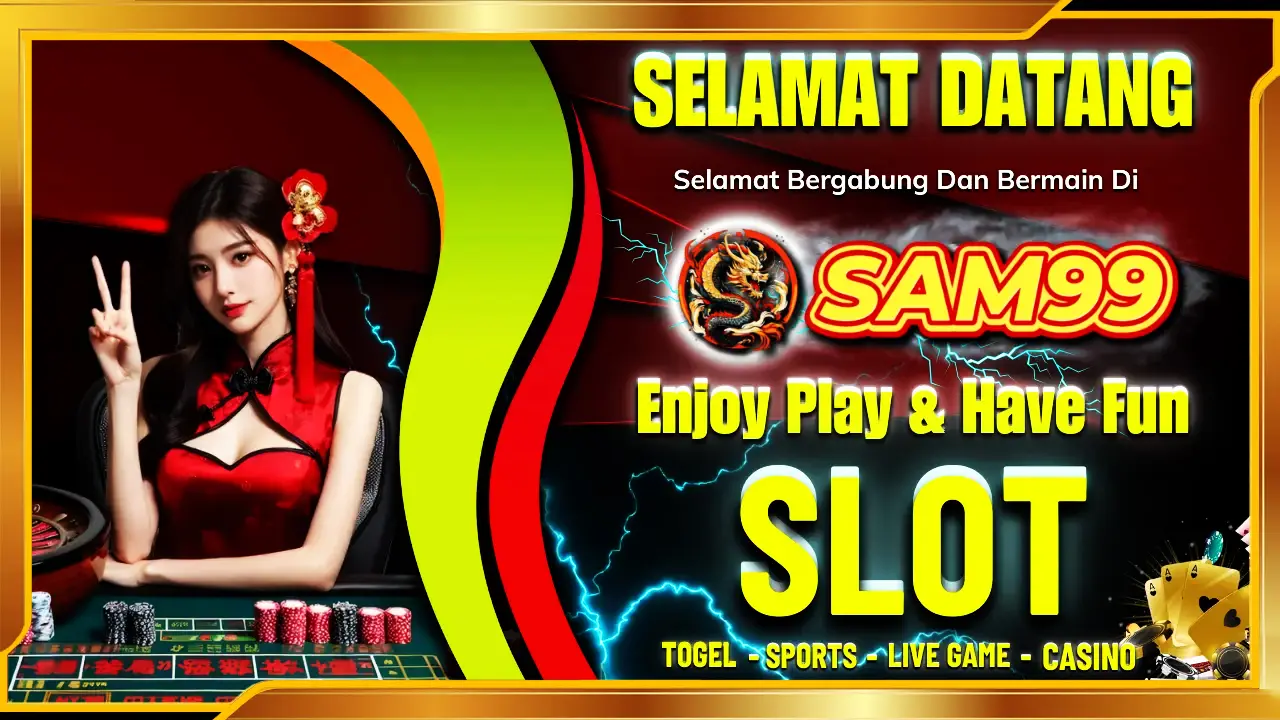 SELAMAT DATANG
Selamat Bergabung Dan Bermain Di
SAM99
Enjoy Play & Have Fun
SLOT
TOGEL - SPORTS - LIVE GAME - CASINO